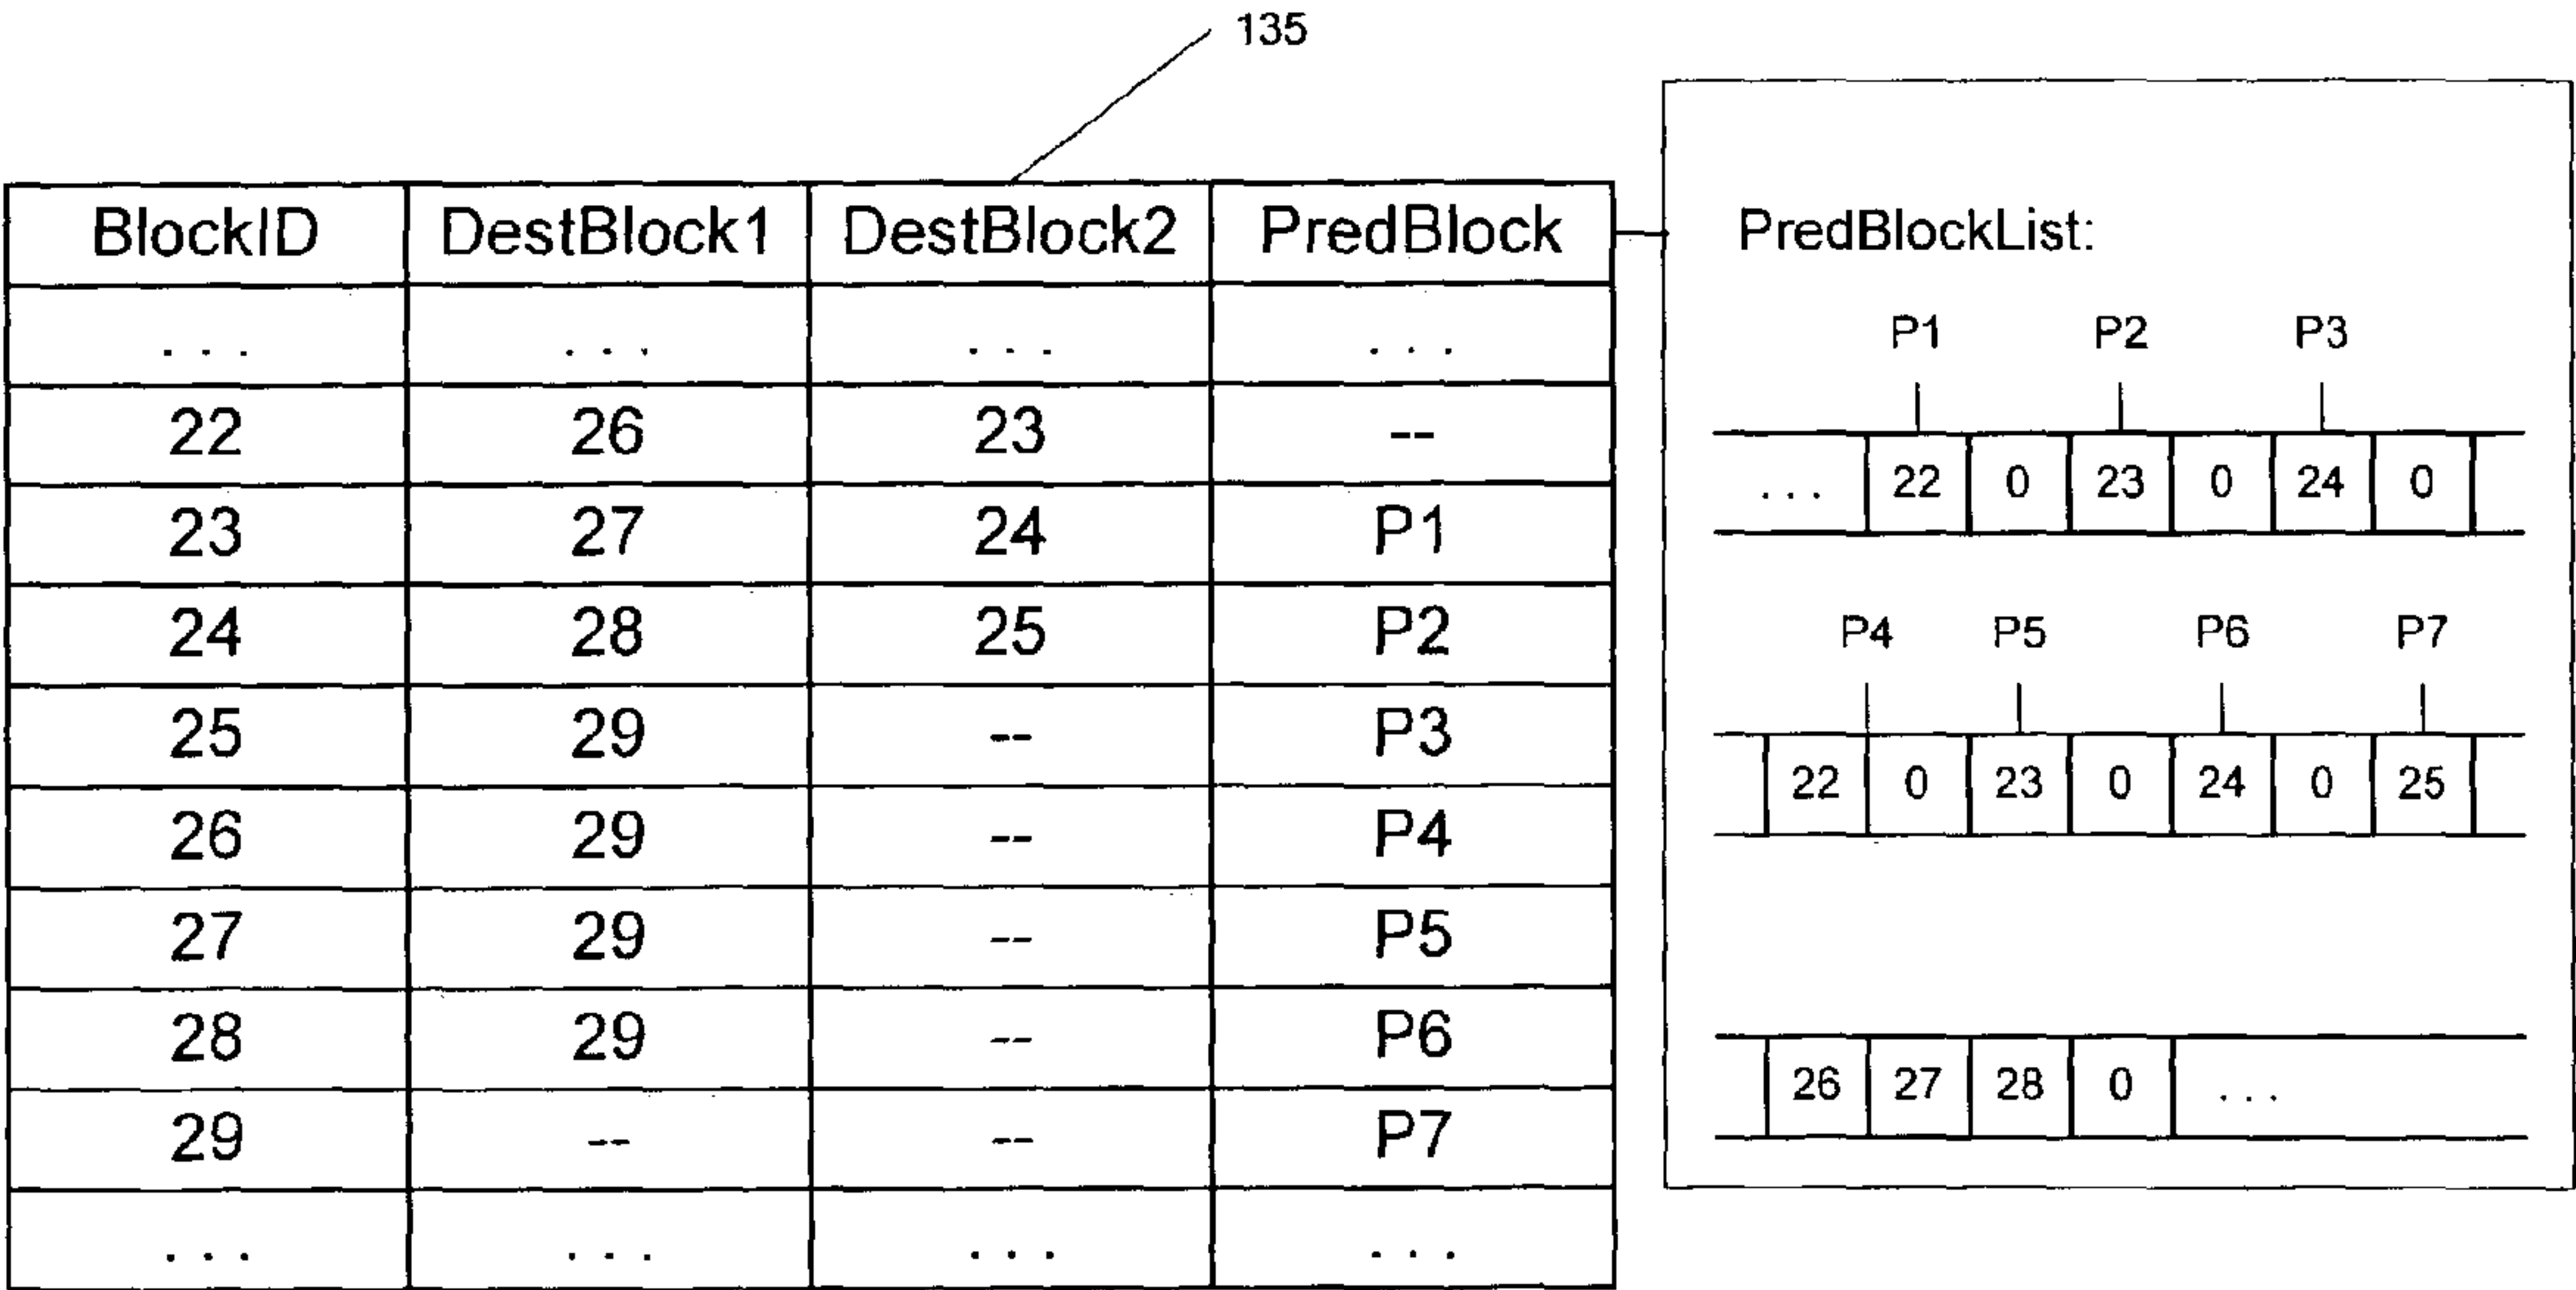 135
BlockID DestBlock1 DestBlock2 PredBlock
... ... ... ...
22 26 23 --
23 27 24 P1
24 28 25 P2
25 29 -- P3
26 29 -- P4
27 29 -- P5
28 29 -- P6
29 -- -- P7
... ... ... ...
PredBlockList:
P1 P2 P3
... 22 0 23 0 24 0
P4 P5 P6 P7
22 0 23 0 24 0 25
26 27 28 0 ...